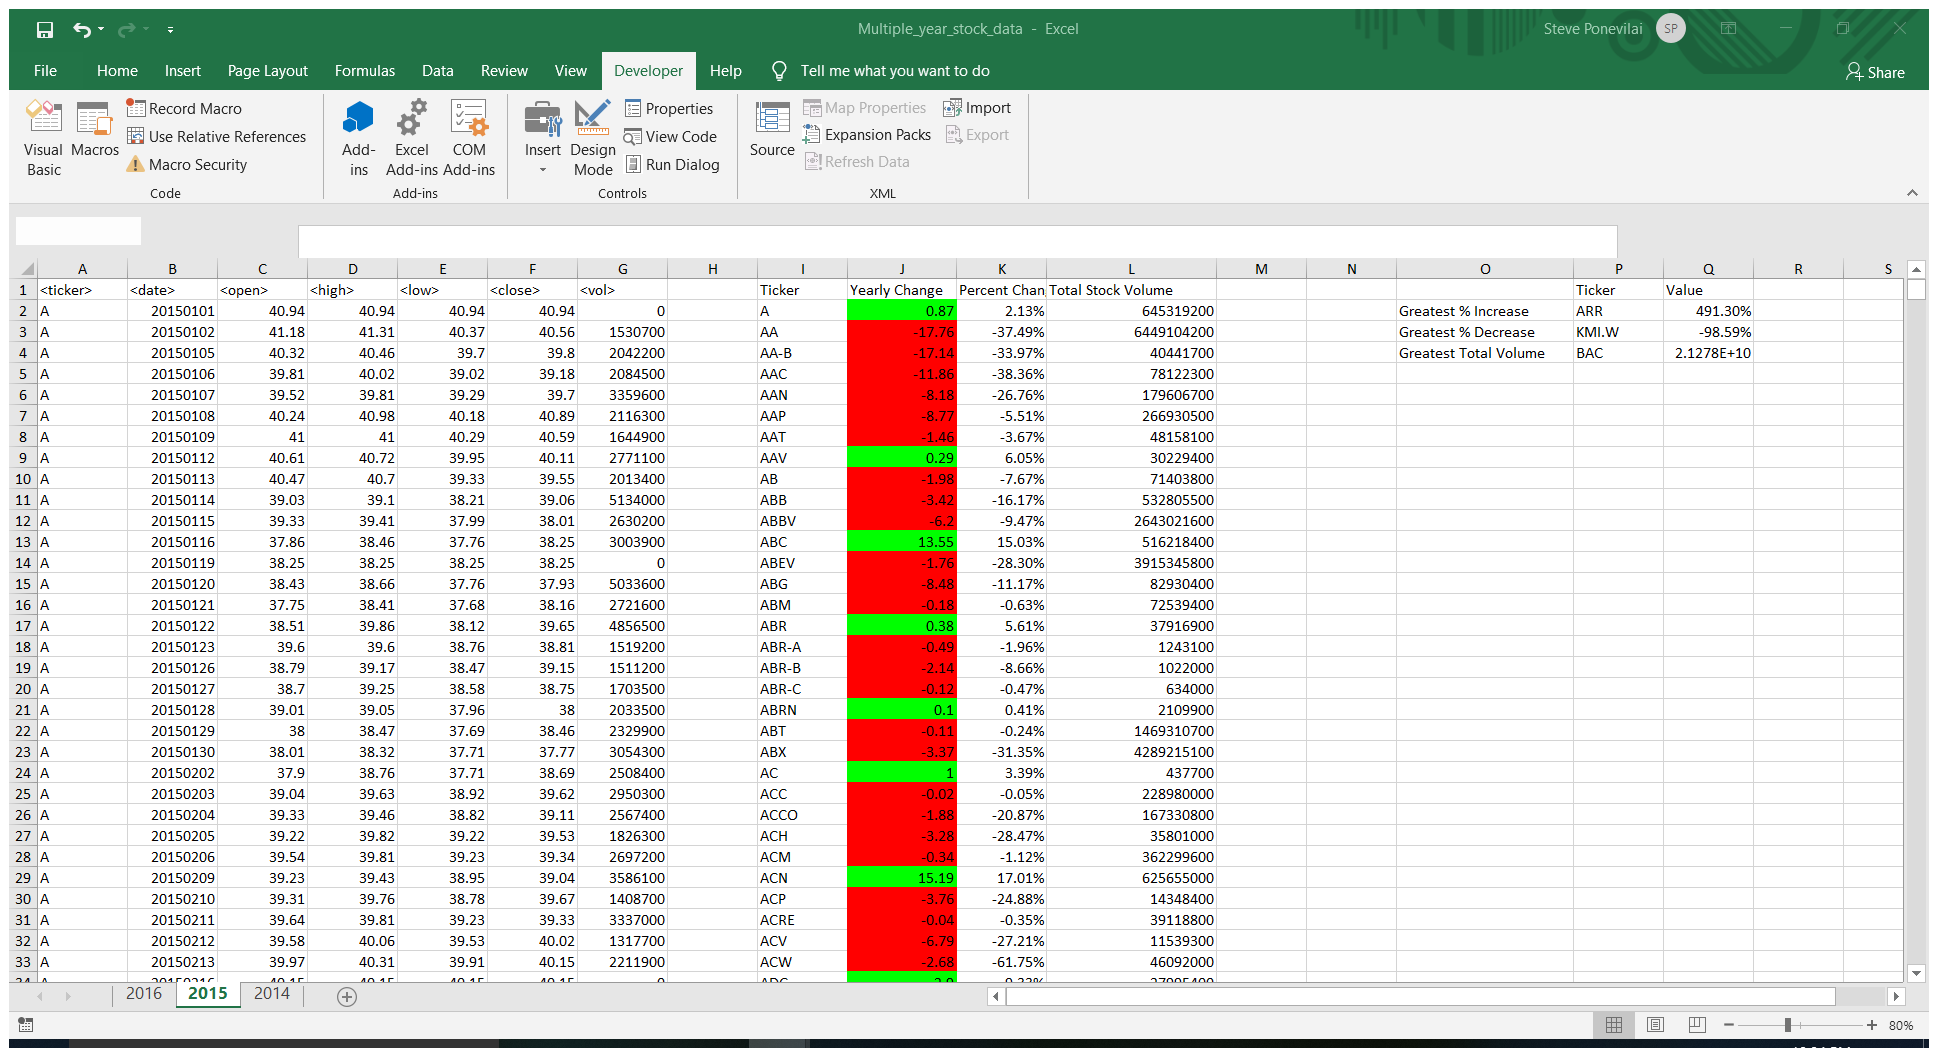 Multiple_year_stock_data - Excel
Steve Ponevilai SP
File Home Insert Page Layout Formulas Data Review View Developer Help Tell me what you want to do Share
Visual Basic
Macros
Record Macro
Use Relative References
Macro Security
Code
Add-ins
Excel Add-ins
COM Add-ins
Add-ins
Insert
Design Mode
Properties
View Code
Run Dialog
Controls
Source
Map Properties
Expansion Packs
Refresh Data
Import
Export
XML
A B C D E F G H I J K L M N O P Q R S
1 <ticker> <date> <open> <high> <low> <close> <vol> Ticker Yearly Change Percent Chan Total Stock Volume Ticker Value
2 A 20150101 40.94 40.94 40.94 40.94 0 A 0.87 2.13% 645319200 Greatest % Increase ARR 491.30%
3 A 20150102 41.18 41.31 40.37 40.56 1530700 AA -17.76 -37.49% 6449104200 Greatest % Decrease KMI.W -98.59%
4 A 20150105 40.32 40.46 39.7 39.8 2042200 AA-B -17.14 -33.97% 40441700 Greatest Total Volume BAC 2.1278E+10
5 A 20150106 39.81 40.02 39.02 39.18 2084500 AAC -11.86 -38.36% 78122300
6 A 20150107 39.52 39.81 39.29 39.7 3359600 AAN -8.18 -26.76% 179606700
7 A 20150108 40.24 40.98 40.18 40.89 2116300 AAP -8.77 -5.51% 266930500
8 A 20150109 41 41 40.29 40.59 1644900 AAT -1.46 -3.67% 48158100
9 A 20150112 40.61 40.72 39.95 40.11 2771100 AAV 0.29 6.05% 30229400
10 A 20150113 40.47 40.7 39.33 39.55 2013400 AB -1.98 -7.67% 71403800
11 A 20150114 39.03 39.1 38.21 39.06 5134000 ABB -3.42 -16.17% 532805500
12 A 20150115 39.33 39.41 37.99 38.01 2630200 ABBV -6.2 -9.47% 2643021600
13 A 20150116 37.86 38.46 37.76 38.25 3003900 ABC 13.55 15.03% 516218400
14 A 20150119 38.25 38.25 38.25 38.25 0 ABEV -1.76 -28.30% 3915345800
15 A 20150120 38.43 38.66 37.76 37.93 5033600 ABG -8.48 -11.17% 82930400
16 A 20150121 37.75 38.41 37.68 38.16 2721600 ABM -0.18 -0.63% 72539400
17 A 20150122 38.51 39.86 38.12 39.65 4856500 ABR 0.38 5.61% 37916900
18 A 20150123 39.6 39.6 38.76 38.81 1519200 ABR-A -0.49 -1.96% 1243100
19 A 20150126 38.79 39.17 38.47 39.15 1511200 ABR-B -2.14 -8.66% 1022000
20 A 20150127 38.7 39.25 38.58 38.75 1703500 ABR-C -0.12 -0.47% 634000
21 A 20150128 39.01 39.05 37.96 38 2033500 ABRN 0.1 0.41% 2109900
22 A 20150129 38 38.47 37.69 38.46 2329900 ABT -0.11 -0.24% 1469310700
23 A 20150130 38.01 38.32 37.71 37.77 3054300 ABX -3.37 -31.35% 4289215100
24 A 20150202 37.9 38.76 37.71 38.69 2508400 AC 1 3.39% 437700
25 A 20150203 39.04 39.63 38.92 39.62 2950300 ACC -0.02 -0.05% 228980000
26 A 20150204 39.33 39.46 38.82 39.11 2567400 ACCO -1.88 -20.87% 167330800
27 A 20150205 39.22 39.82 39.22 39.53 1826300 ACH -3.28 -28.47% 35801000
28 A 20150206 39.54 39.81 39.23 39.34 2697200 ACM -0.34 -1.12% 362299600
29 A 20150209 39.23 39.43 38.95 39.04 3586100 ACN 15.19 17.01% 625655000
30 A 20150210 39.31 39.76 38.78 39.67 1408700 ACP -3.76 -24.88% 14348400
31 A 20150211 39.64 39.81 39.23 39.33 3337000 ACRE -0.04 -0.35% 39118800
32 A 20150212 39.58 40.06 39.53 40.02 1317700 ACV -6.79 -27.21% 11539300
33 A 20150213 39.97 40.31 39.91 40.15 2211900 ACW -2.68 -61.75% 46092000
2016 2015 2014
80%